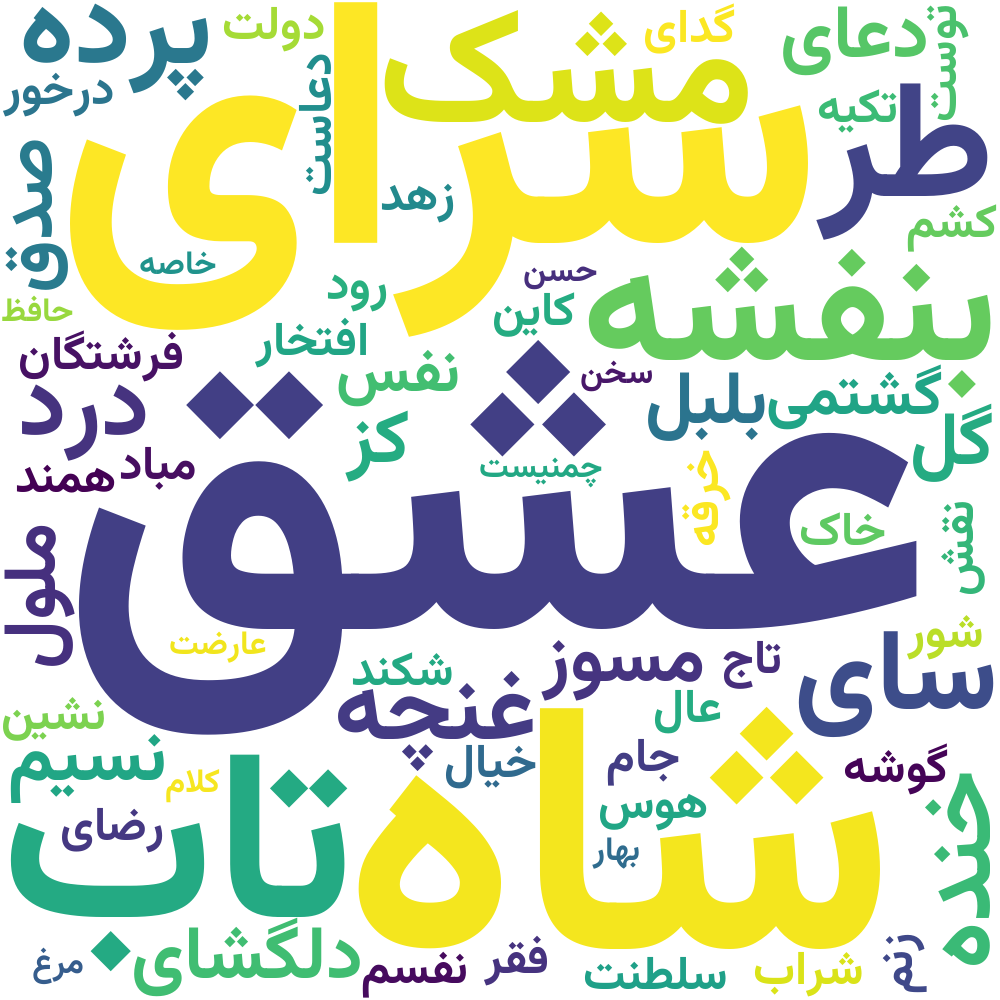 توست
دعای
گدای
مشک
دولت
پرده
تکیه
سرای
دعاست
درخور
طر
زهد
صدق
کشم
بنفشه
حسن
خاصه
کاین
رود
حافظ
افتخار
فرشتگان
سخن
نفس
درد
گشتمی
بلبل
گل
کز
عشق
چمنیست
مباد
همند
خرقه
خاک
نقش
ملول
شور
عارضت
تاج
مسوز
شکند
سای
غنچه
عال
نشین
شاه
گوشه
جام
خیال
نسیم
کلام
هوس
تاب
رضای
خنده
بهار
دلگشای
زنم
شراب
سلطنت
فقر
نفسم
مرغ